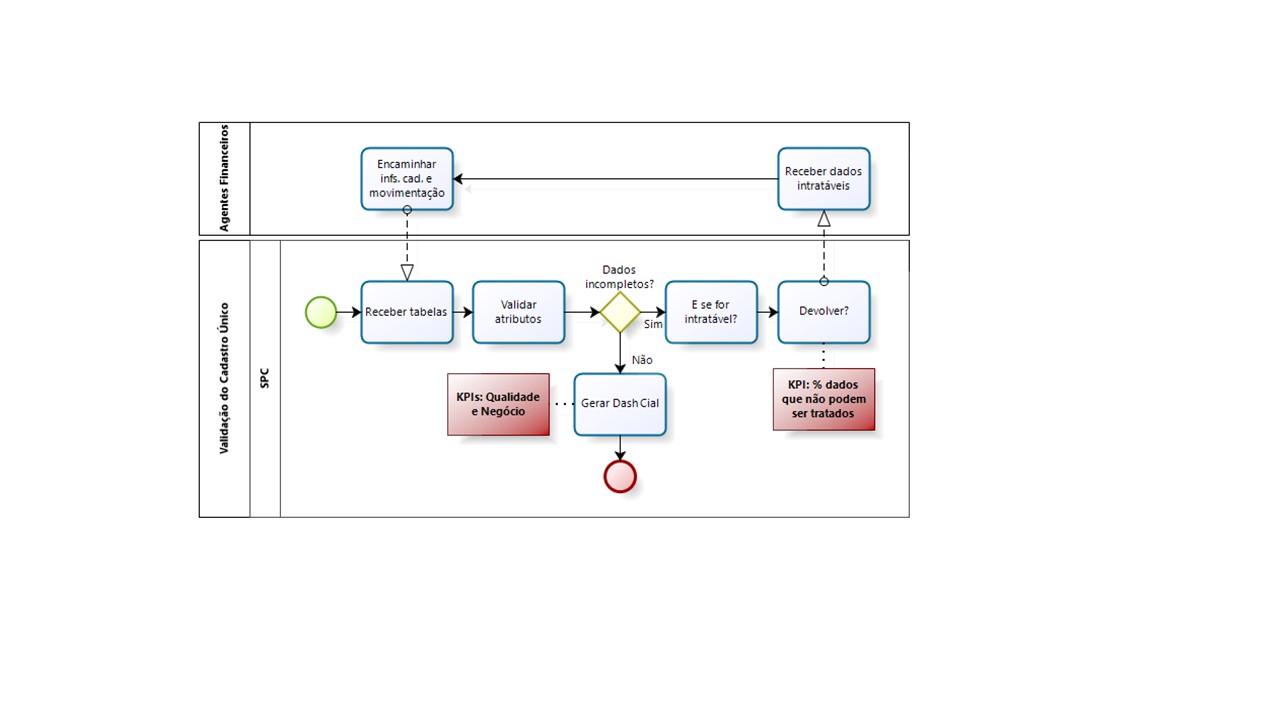 Agentes Financeiros
Encaminhar
infs. cad. e
movimentação
Receber dados
intratáveis
Validação do Cadastro Único
SPC
Receber tabelas
Validar
atributos
Dados
incompletos?
Sim
E se for
intratável?
Devolver?
Não
KPIs: Qualidade
e Negócio
Gerar Dash Cial
KPI: % dados
que não podem
ser tratados